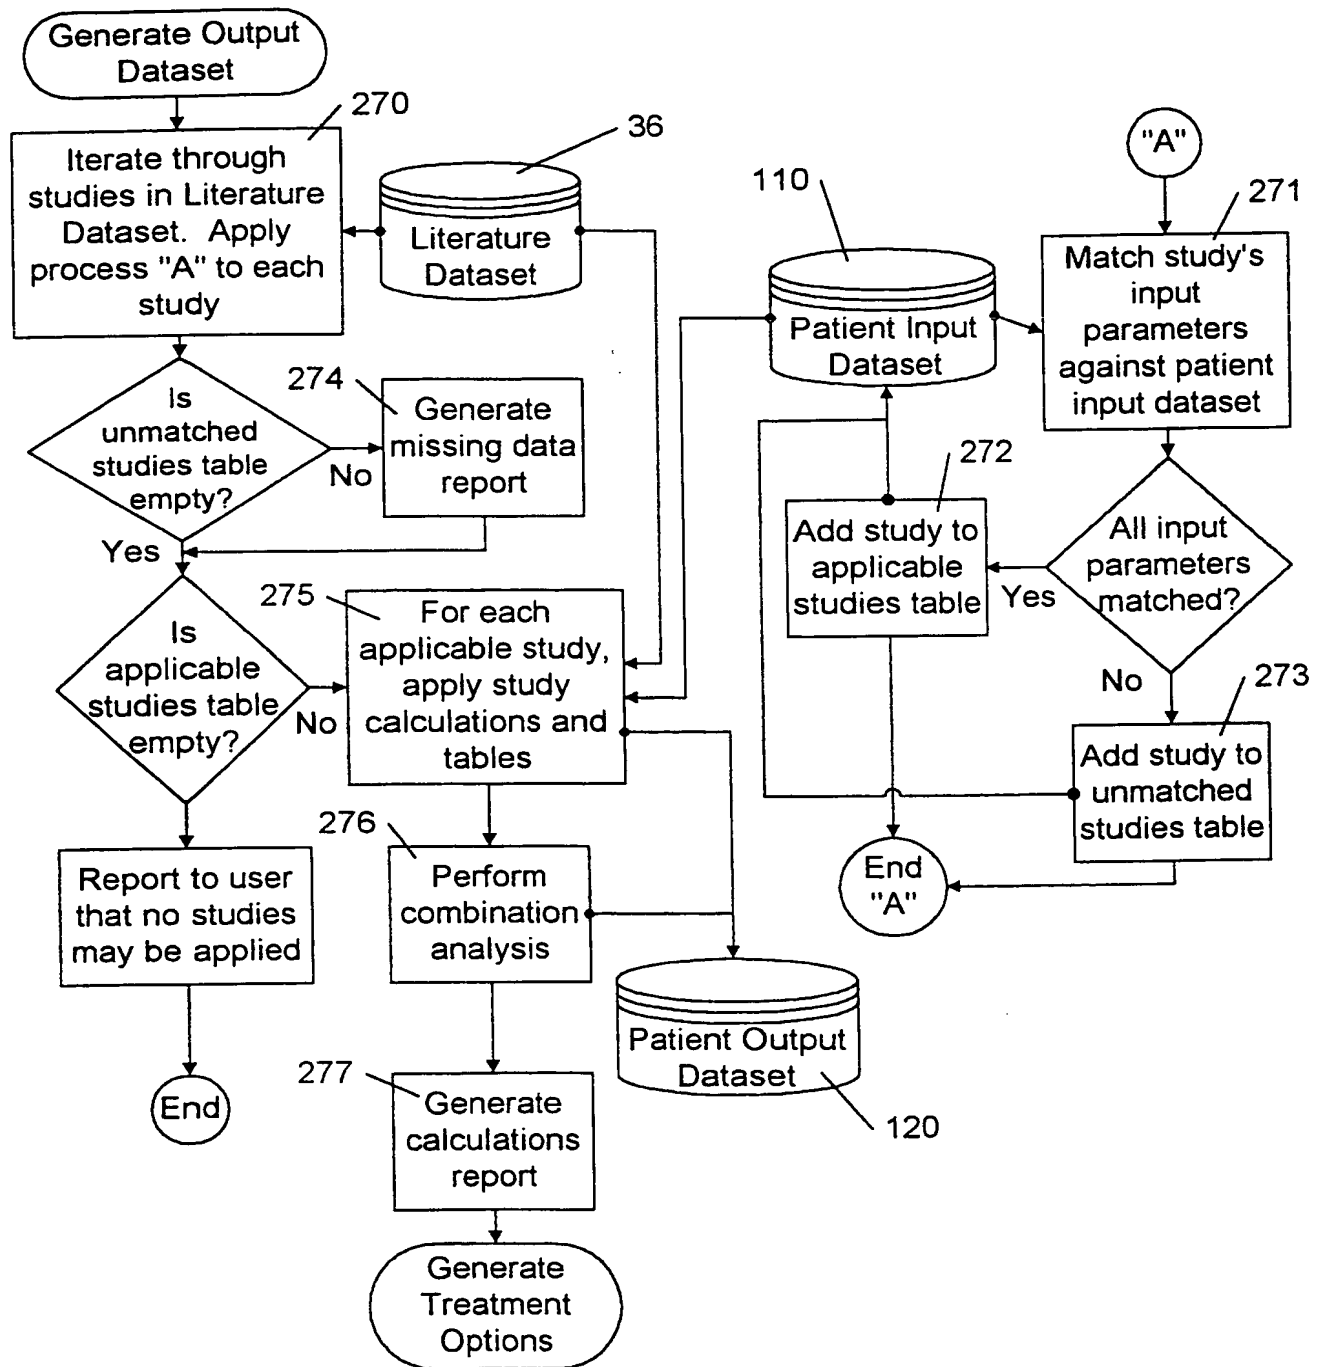 Generate Output
Dataset
270
Iterate through
studies in Literature
Dataset. Apply
process "A" to each
study
36
Literature
Dataset
Is
unmatched
studies table
empty?
No
Yes
274
Generate
missing data
report
Is
applicable
studies table
empty?
No
275
For each
applicable study,
apply study
calculations and
tables
Report to user
that no studies
may be applied
End
276
Perform
combination
analysis
277
Generate
calculations
report
Generate
Treatment
Options
Patient Output
Dataset
120
110
Patient Input
Dataset
"A"
271
Match study's
input
parameters
against patient
input dataset
All input
parameters
matched?
Yes
No
272
Add study to
applicable
studies table
273
Add study to
unmatched
studies table
End
"A"